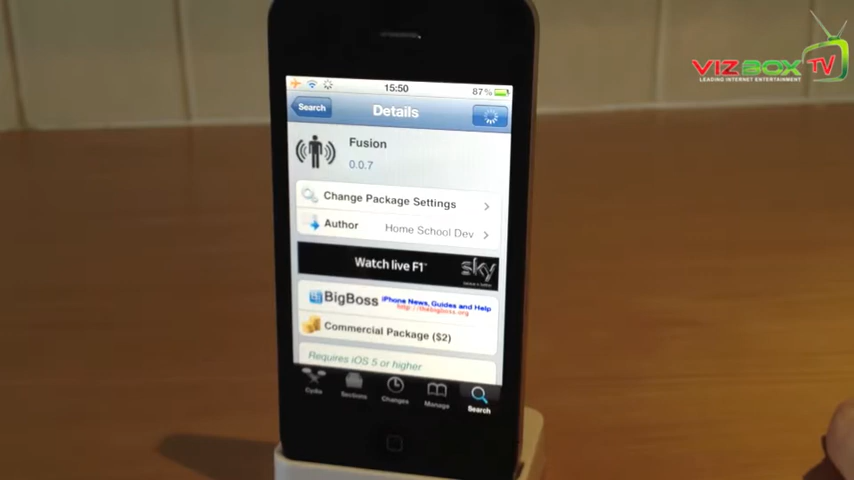 VIZBOX TV
LEADING INTERNET ENTERTAINMENT
15:50
87%
Search
Details
Fusion
0.0.7
Change Package Settings
Author Home School Dev
Watch live F1™ sky
BigBoss iPhone News, Guides and Help
http://thebigboss.org
Commercial Package ($2)
Requires iOS 5 or higher
Cydia Sections Changes Manage Search